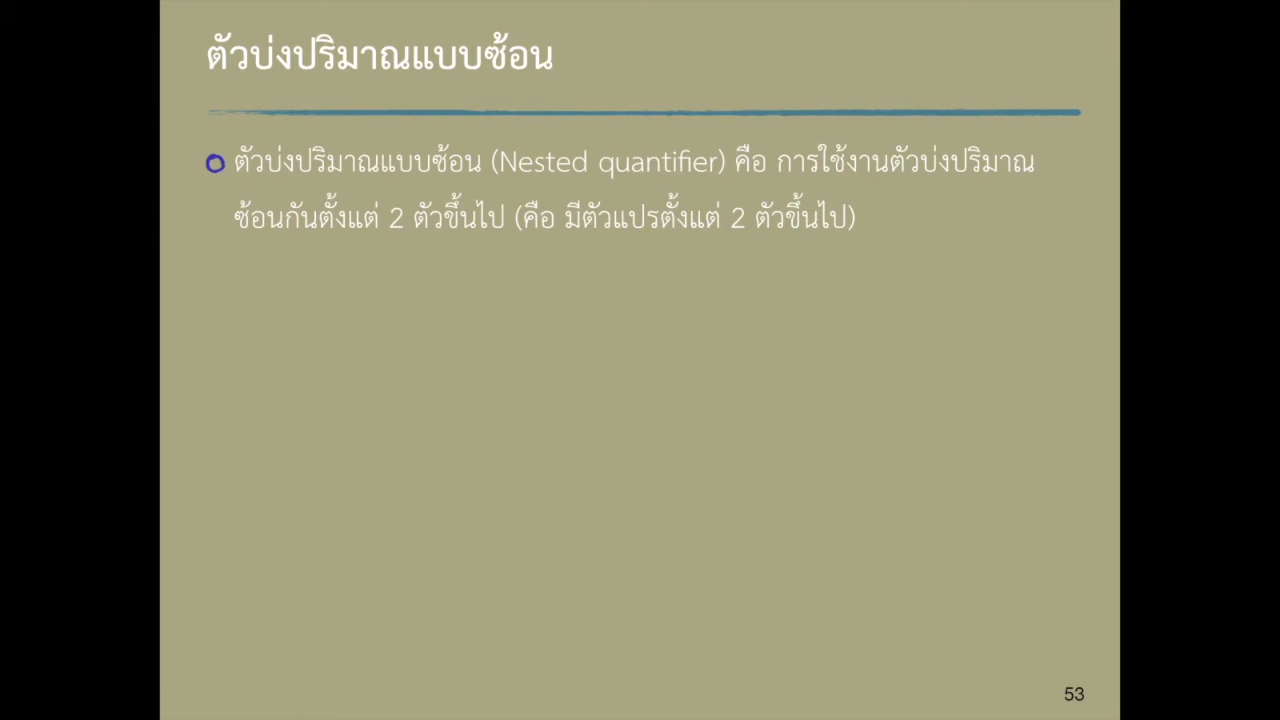 ตัวบ่งปริมาณแบบซ้อน
ตัวบ่งปริมาณแบบซ้อน (Nested quantifier) คือ การใช้งานตัวบ่งปริมาณ
ซ้อนกันตั้งแต่ 2 ตัวขึ้นไป (คือ มีตัวแปรตั้งแต่ 2 ตัวขึ้นไป)
53